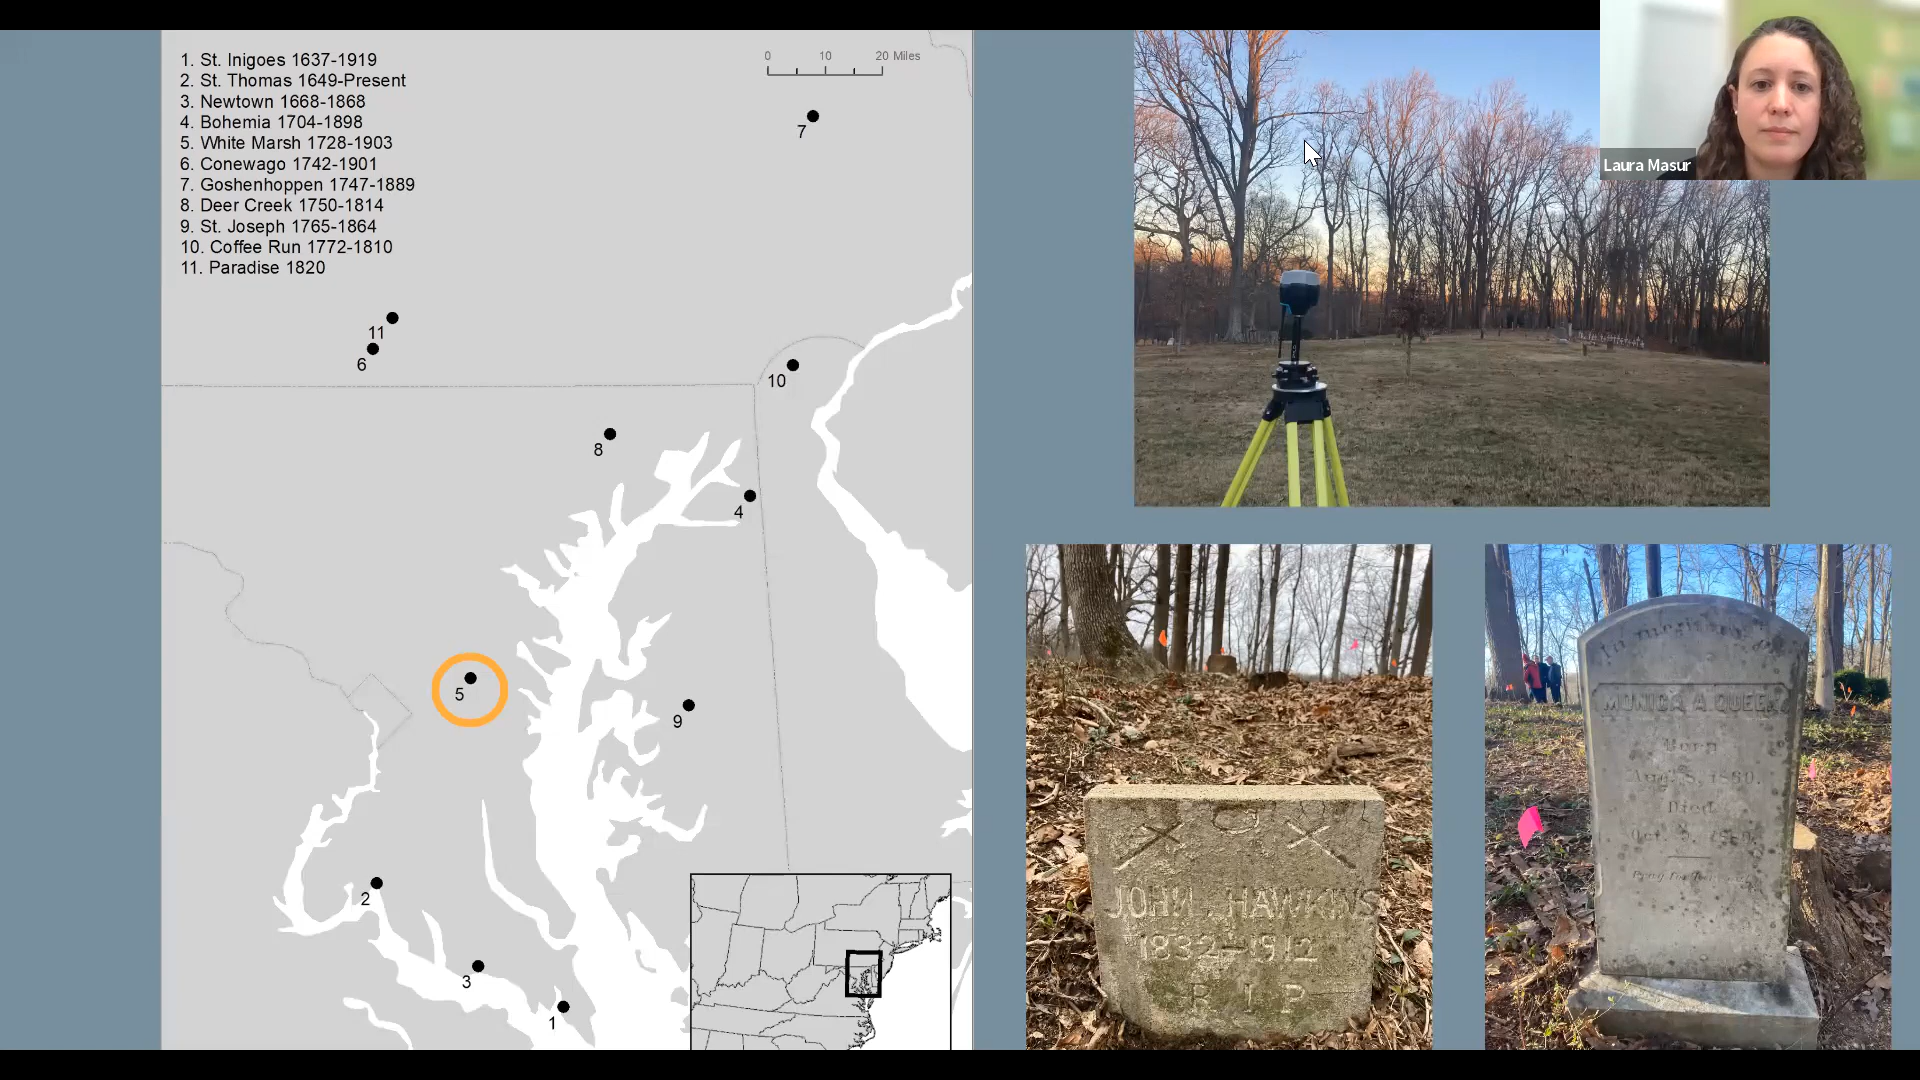 1. St. Inigoes 1637-1919
2. St. Thomas 1649-Present
3. Newtown 1668-1868
4. Bohemia 1704-1898
5. White Marsh 1728-1903
6. Conewago 1742-1901
7. Goshenhoppen 1747-1889
8. Deer Creek 1750-1814
9. St. Joseph 1765-1864
10. Coffee Run 1772-1810
11. Paradise 1820
0 10 20 Miles
7
11
6
10
8
4
5
9
2
3
1
Laura Masur
JOHN HAWKINS
1832-1912
R I P
MONICA A. QUEEN
Born
Died